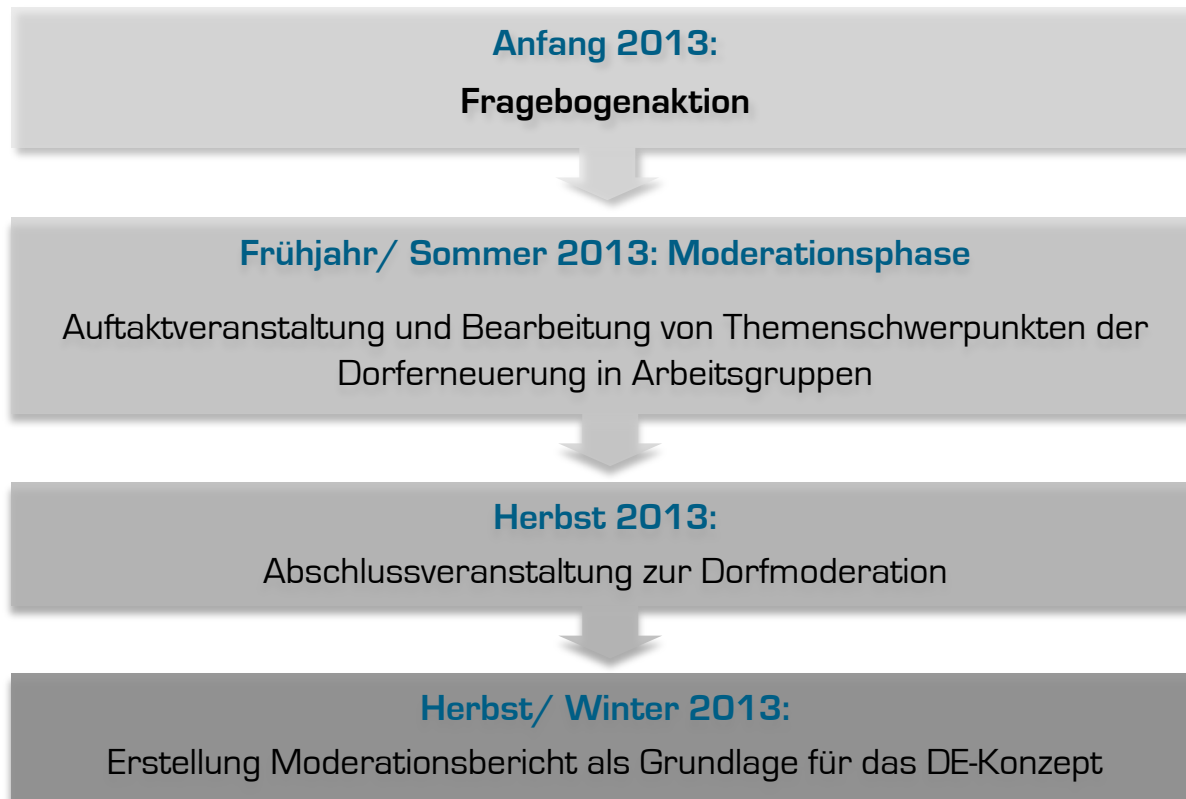 Anfang 2013:
Fragebogenaktion
Frühjahr/ Sommer 2013: Moderationsphase
Auftaktveranstaltung und Bearbeitung von Themenschwerpunkten der
Dorferneuerung in Arbeitsgruppen
Herbst 2013:
Abschlussveranstaltung zur Dorfmoderation
Herbst/ Winter 2013:
Erstellung Moderationsbericht als Grundlage für das DE-Konzept